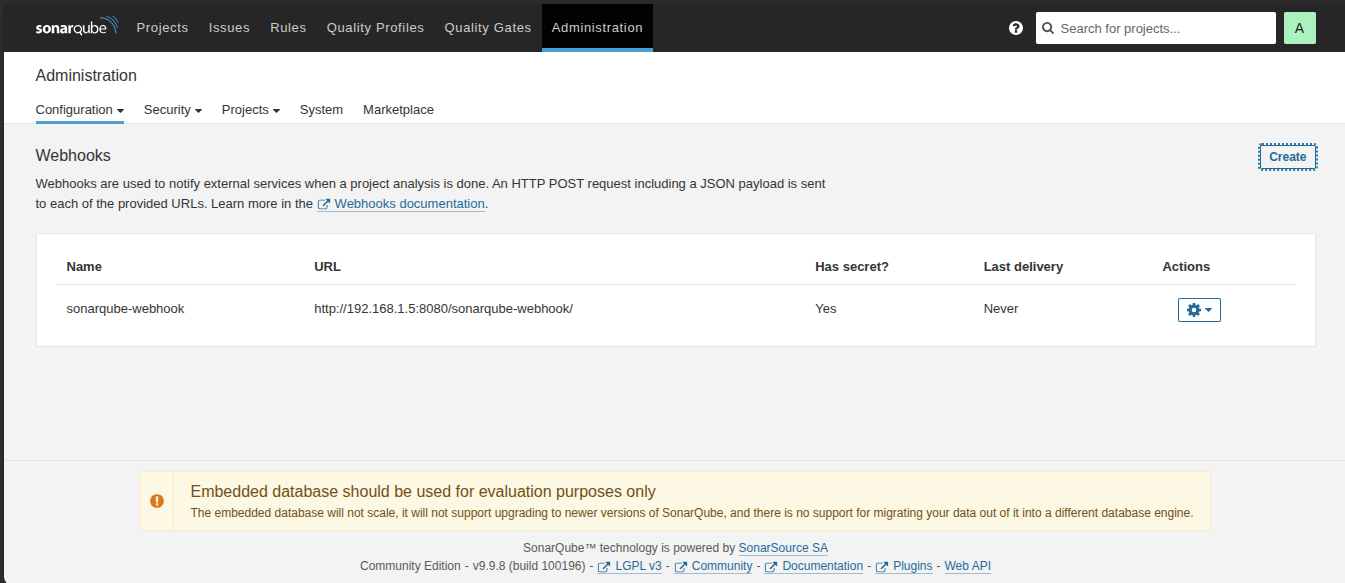 sonarqube Projects Issues Rules Quality Profiles Quality Gates Administration ? Search for projects... A
Administration
Configuration Security Projects System Marketplace
Webhooks
Create
Webhooks are used to notify external services when a project analysis is done. An HTTP POST request including a JSON payload is sent
to each of the provided URLs. Learn more in the Webhooks documentation.
Name URL Has secret? Last delivery Actions
sonarqube-webhook http://192.168.1.5:8080/sonarqube-webhook/ Yes Never
Embedded database should be used for evaluation purposes only
The embedded database will not scale, it will not support upgrading to newer versions of SonarQube, and there is no support for migrating your data out of it into a different database engine.
SonarQube™ technology is powered by SonarSource SA
Community Edition - v9.9.8 (build 100196) - LGPL v3 - Community - Documentation - Plugins - Web API